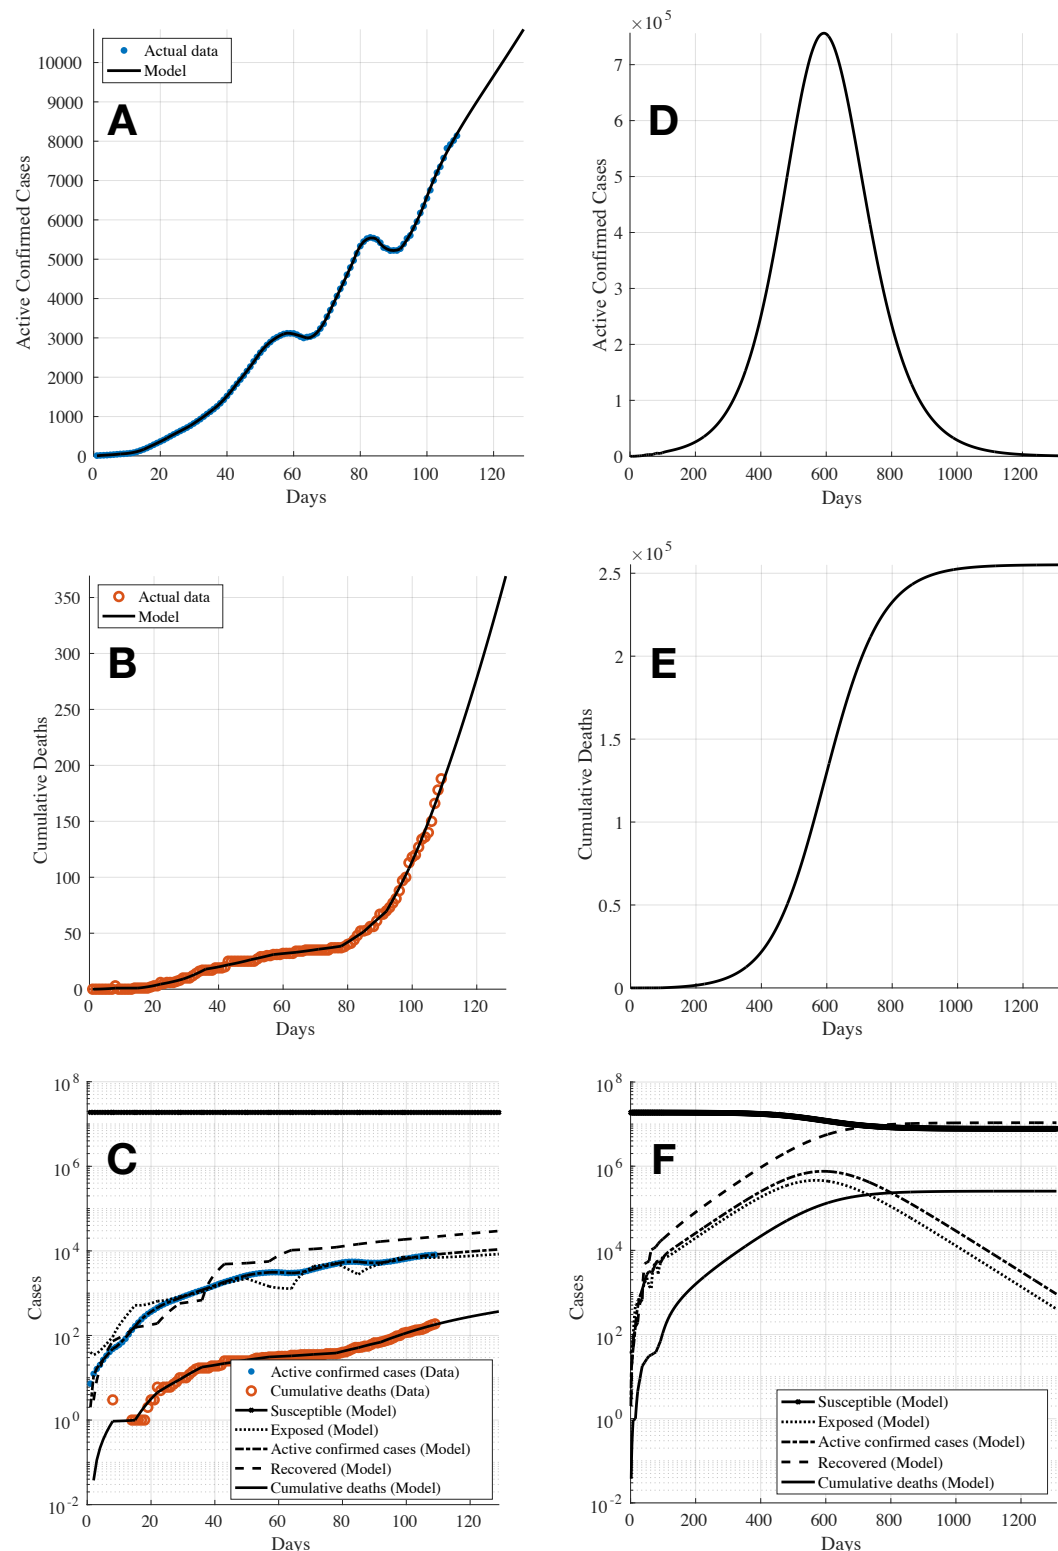 10000
9000
8000
7000
6000
5000
4000
3000
2000
1000
0
0 20 40 60 80 100 120
Days
Active Confirmed Cases
Actual data
Model
A
×10^5
7
6
5
4
3
2
1
0
0 200 400 600 800 1000 1200
Days
Active Confirmed Cases
D
350
300
250
200
150
100
50
0
0 20 40 60 80 100 120
Days
Cumulative Deaths
Actual data
Model
B
×10^5
2.5
2
1.5
1
0.5
0
0 200 400 600 800 1000 1200
Days
Cumulative Deaths
E
10^8
10^6
10^4
10^2
10^0
10^-2
0 20 40 60 80 100 120
Days
Cases
C
Active confirmed cases (Data)
Cumulative deaths (Data)
Susceptible (Model)
Exposed (Model)
Active confirmed cases (Model)
Recovered (Model)
Cumulative deaths (Model)
10^8
10^6
10^4
10^2
10^0
10^-2
0 200 400 600 800 1000 1200
Days
Cases
F
Susceptible (Model)
Exposed (Model)
Active confirmed cases (Model)
Recovered (Model)
Cumulative deaths (Model)